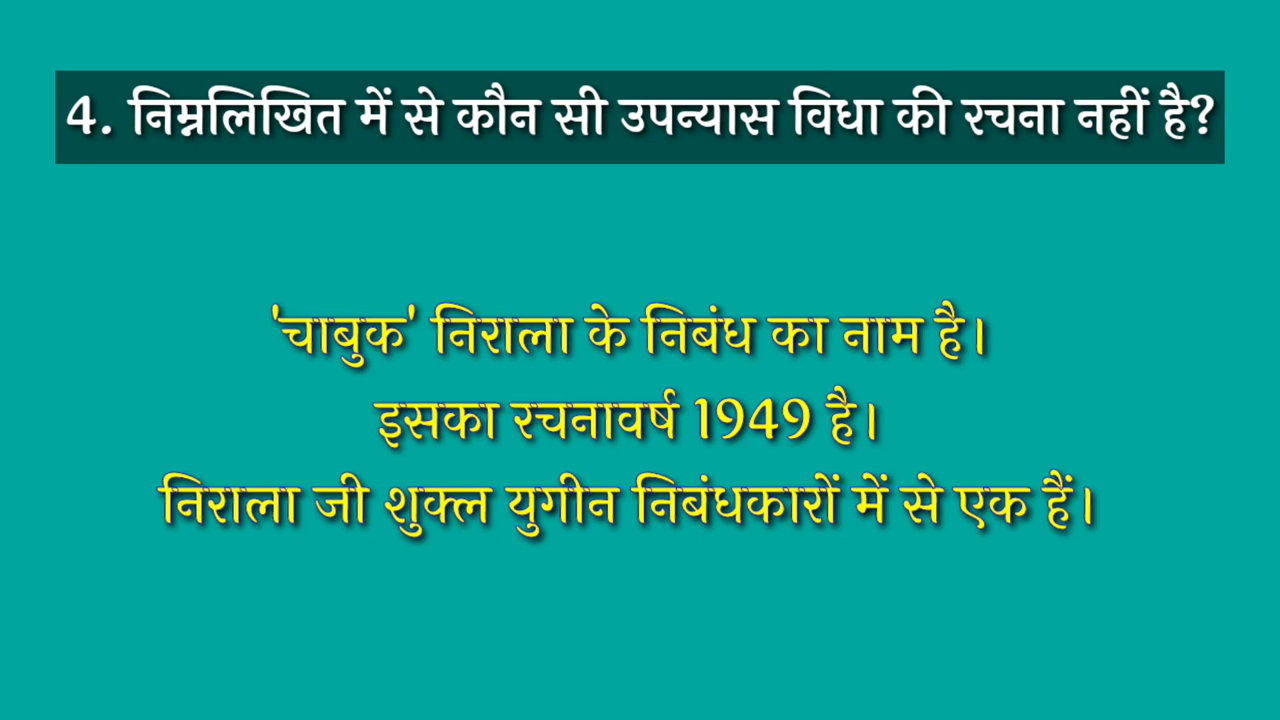 4. निम्नलिखित में से कौन सी उपन्यास विधा की रचना नहीं है?
'चाबुक' निराला के निबंध का नाम है।
इसका रचनावर्ष 1949 है।
निराला जी शुक्ल युगीन निबंधकारों में से एक हैं।